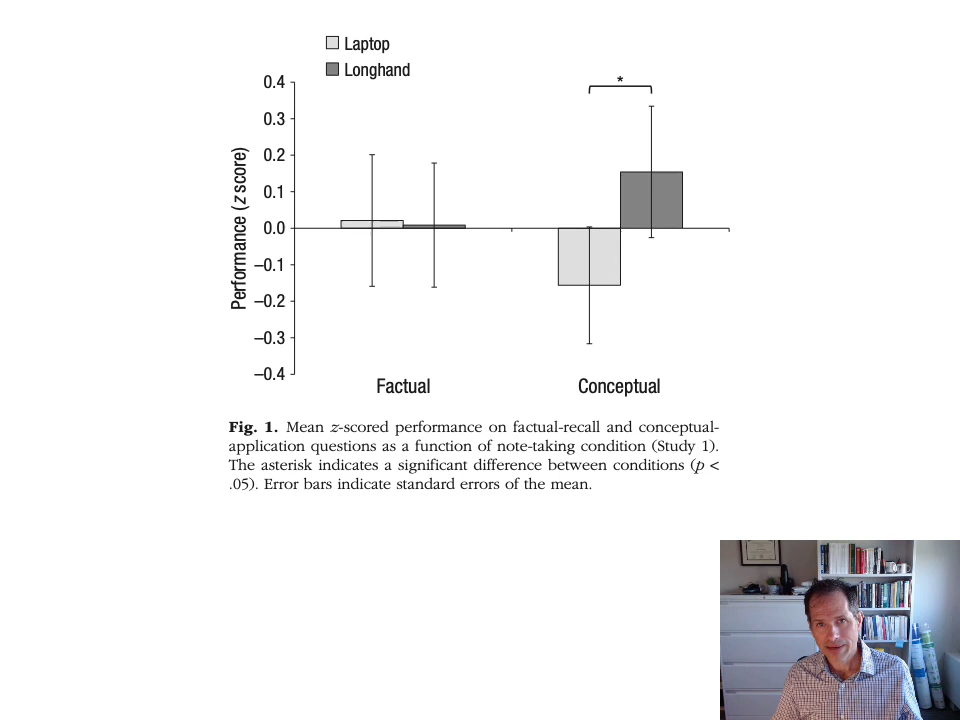 Laptop
Longhand
*
0.4
0.3
0.2
0.1
0.0
–0.1
–0.2
–0.3
–0.4
Performance (z score)
Factual
Conceptual
Fig. 1. Mean z-scored performance on factual-recall and conceptual-
application questions as a function of note-taking condition (Study 1).
The asterisk indicates a significant difference between conditions (p <
.05). Error bars indicate standard errors of the mean.